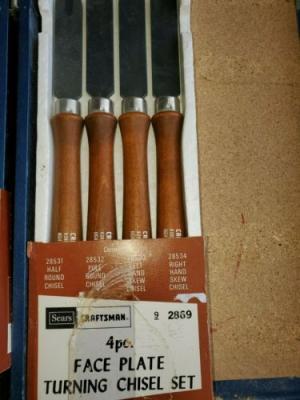 28531
HALF
ROUND
CHISEL
28532
ROUND
CHISEL
HAND
SKEW
CHISEL
28534
RIGHT
HAND
SKEW
CHISEL
Sears
CRAFTSMAN.
9 2869
4pc.
FACE PLATE
TURNING CHISEL SET